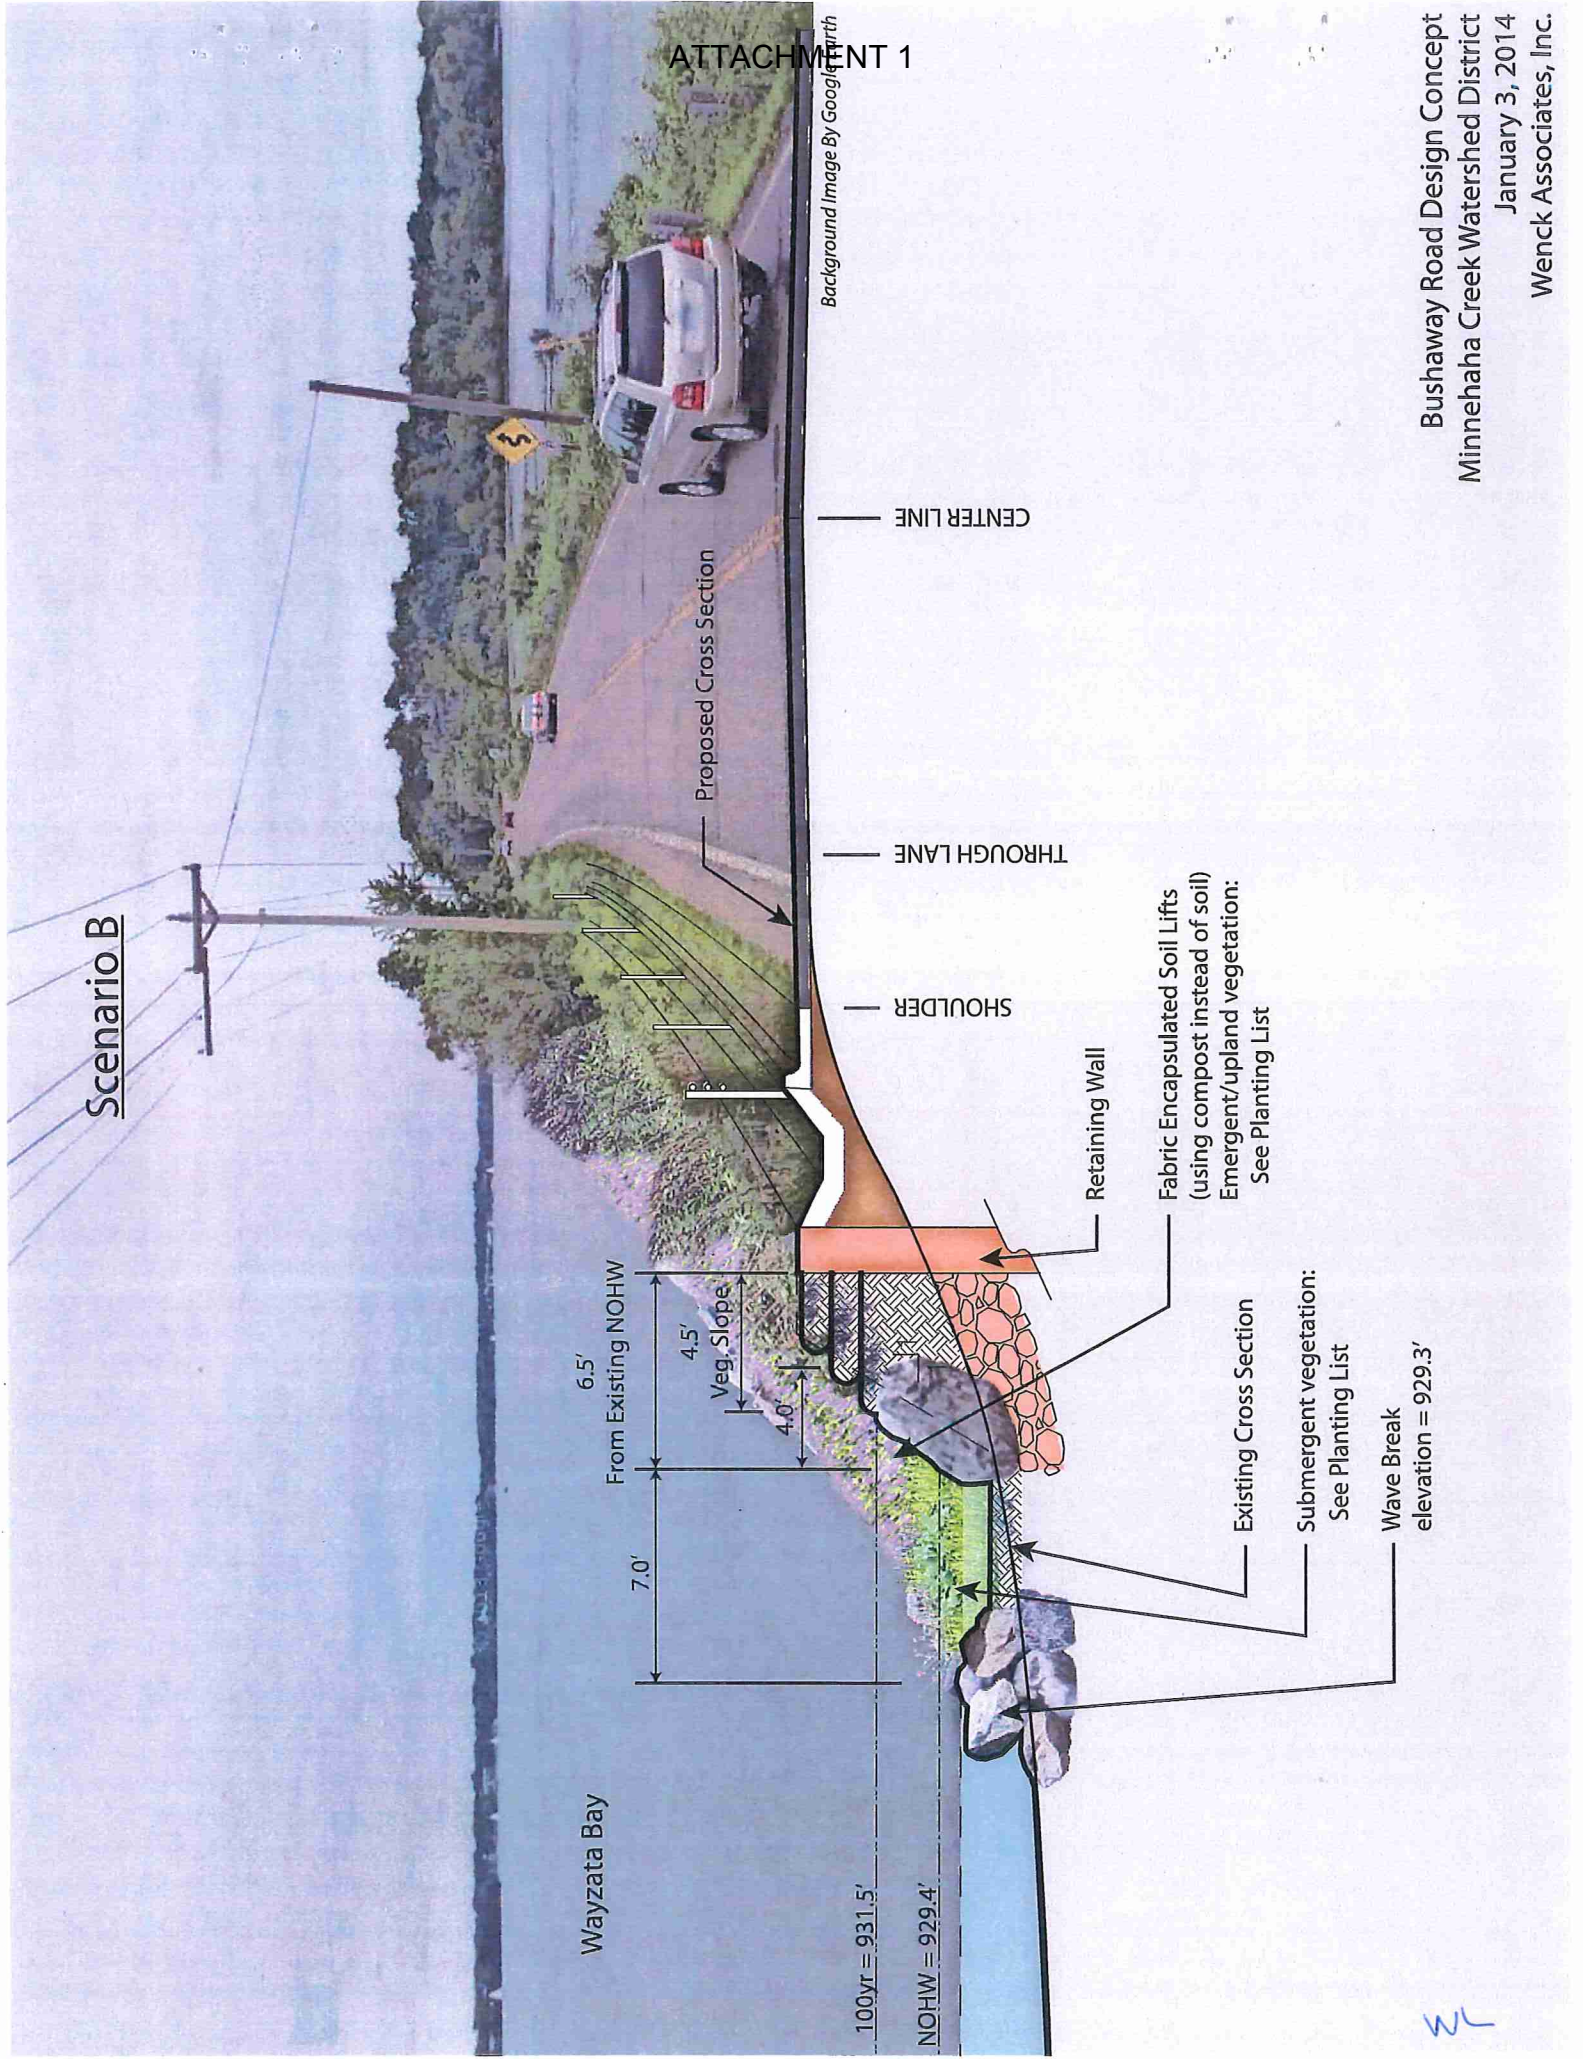 ATTACHMENT 1
Scenario B
Wayzata Bay
6.5'
From Existing NOHW
7.0'
4.5'
Veg. Slope
4.0'
100yr = 931.5'
NOHW = 929.4'
Proposed Cross Section
Background Image By Google Earth
SHOULDER
THROUGH LANE
CENTER LINE
Retaining Wall
Fabric Encapsulated Soil Lifts
(using compost instead of soil)
Emergent/upland vegetation:
See Planting List
Existing Cross Section
Submergent vegetation:
See Planting List
Wave Break
elevation = 929.3'
Bushaway Road Design Concept
Minnehaha Creek Watershed District
January 3, 2014
Wenck Associates, Inc.
WL